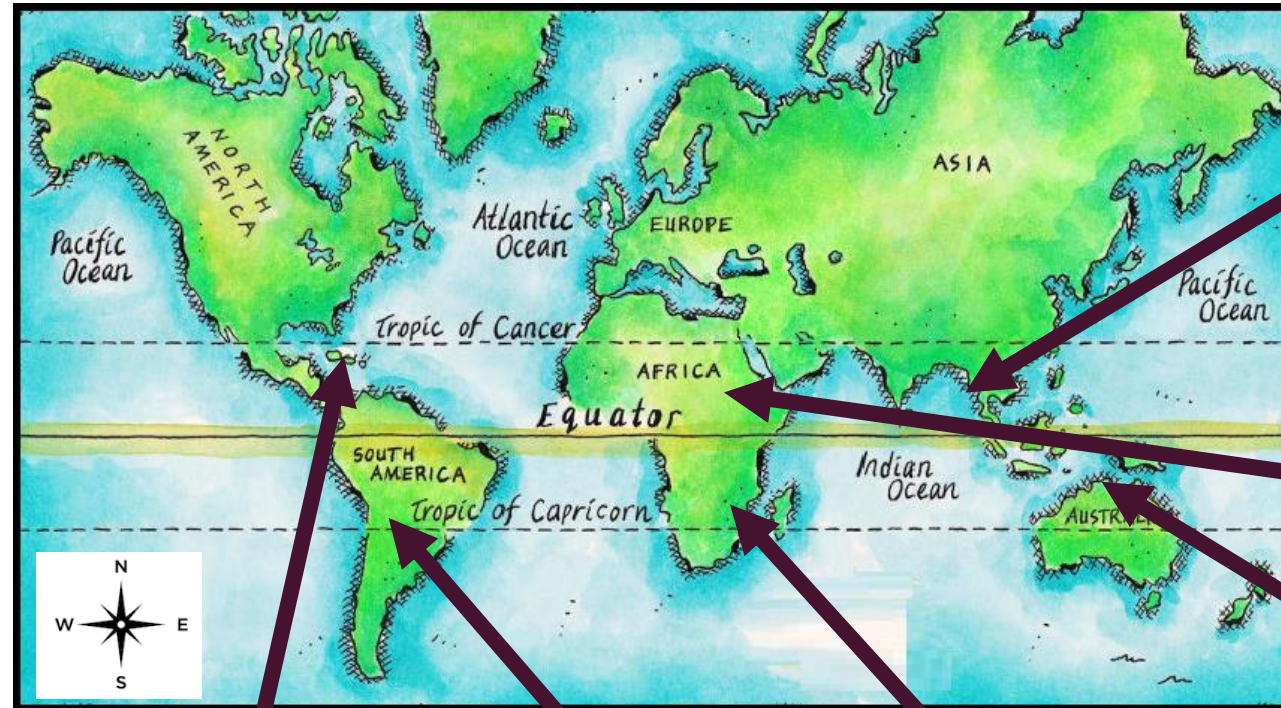 NORTH
AMERICA
Pacific
Ocean
Atlantic
Ocean
EUROPE
ASIA
Pacific
Ocean
Tropic of Cancer
AFRICA
Equator
SOUTH
AMERICA
Indian
Ocean
Tropic of Capricorn
N
W
E
S